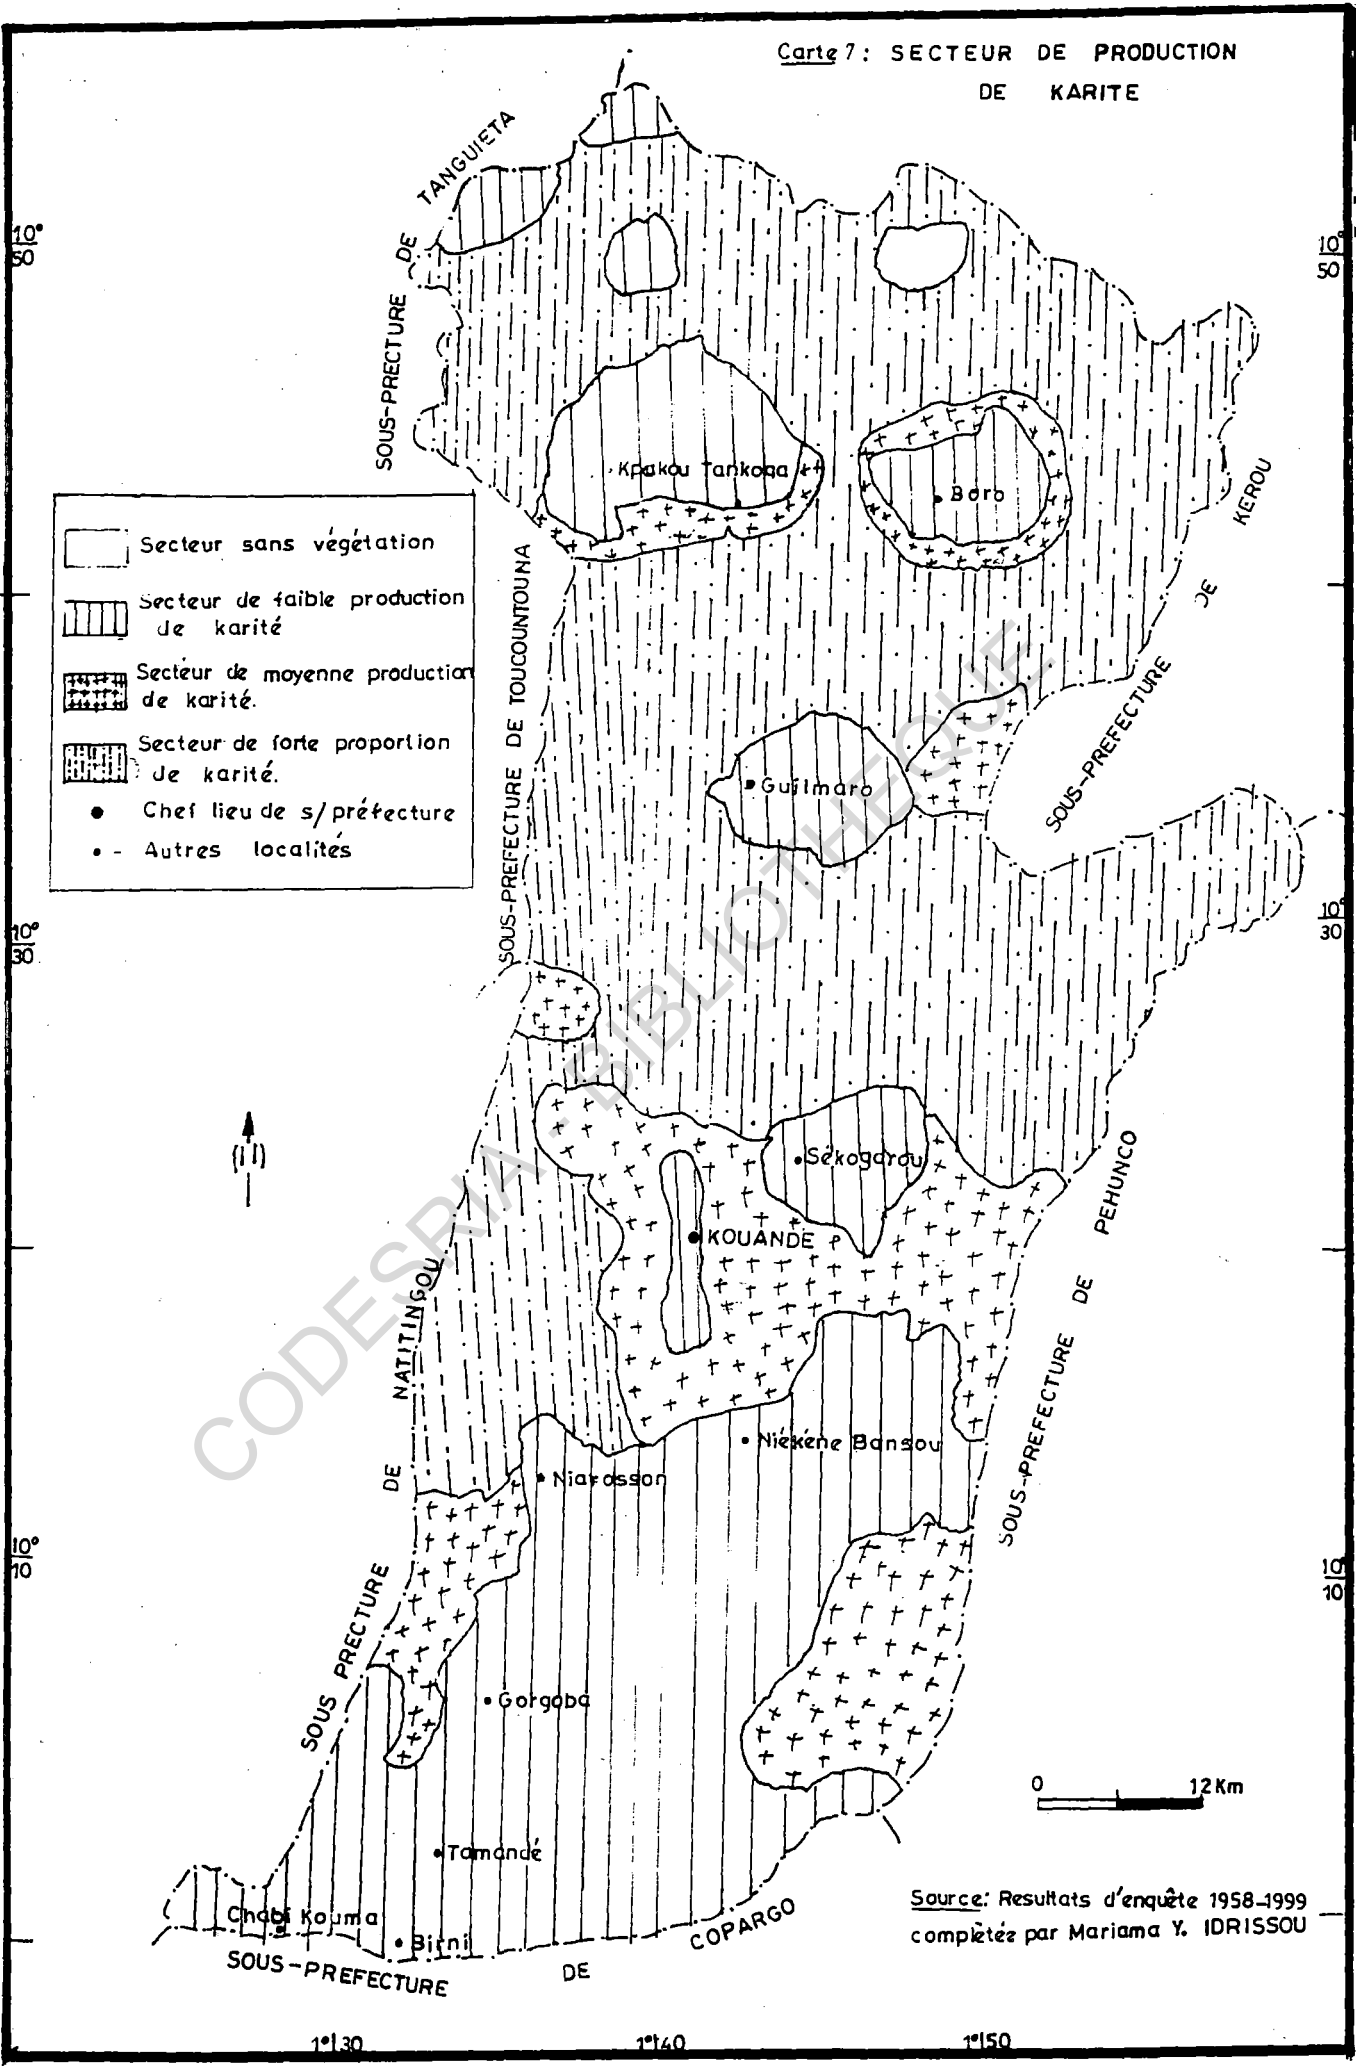 Carte 7: SECTEUR DE PRODUCTION
DE KARITE
SOUS-PRECTURE DE TANGUIETA
10°
50
10°
50
Kpakou Tankoga
Boro
KEROU
DE
SOUS-PREFECTURE
Secteur sans végétation
Secteur de faible production
de karité
Secteur de moyenne production
de karité.
Secteur de forte proportion
de karité.
Chef lieu de s/préfecture
Autres localités
SOUS-PREFECTURE DE TOUCOUNTOUNA
Guilmaro
10°
30
10°
30
Sékogarou
KOUANDE
SOUS-PREFECTURE DE PEHUNCO
SOUS PRECTURE DE NATITINGOU
Niékéne Bansou
Niarosson
10°
10
10°
10
Gorgoba
0 12Km
Tamandé
Chabi Kouma
Birni
SOUS-PREFECTURE DE COPARGO
Source: Resultats d'enquête 1958-1999
complètés par Mariama Y. IDRISSOU
1°30
1°40
1°50
CODESRIA - BIBLIOTHEQUE